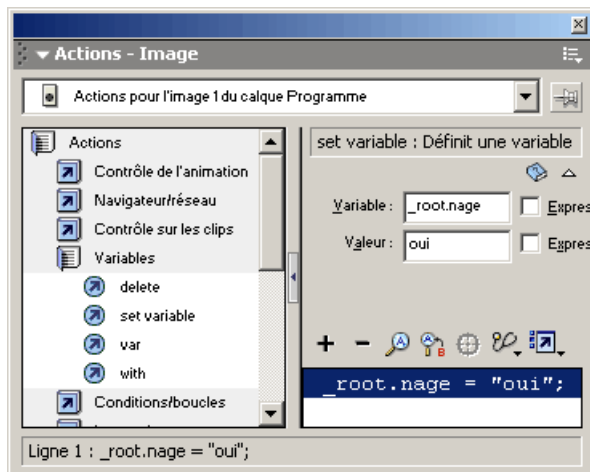 Actions - Image
Actions pour l'image 1 du calque Programme
Actions
Contrôle de l'animation
Navigateur/réseau
Contrôle sur les clips
Variables
delete
set variable
var
with
Conditions/boucles
set variable : Définit une variable
Variable : _root.nage Expres
Valeur : oui Expres
_root.nage = "oui";
Ligne 1 : _root.nage = "oui";